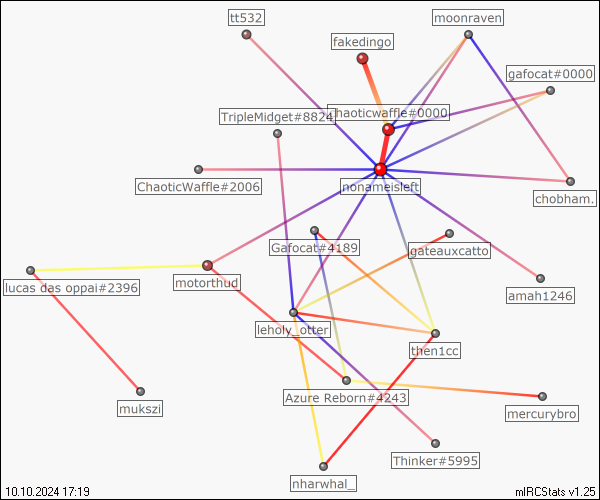 tt532
moonraven
fakedingo
gafocat#0000
chaoticwaffle#0000
TripleMidget#8824
ChaoticWaffle#2006
nonameisleft
chobham.
Gafocat#4189
gateauxcatto
motorthud
lucas das oppai#2396
amah1246
leholy_otter
then1cc
Azure Reborn#4243
mukszi
mercurybro
Thinker#5995
nharwhal_
10.10.2024 17:19
mIRCStats v1.25